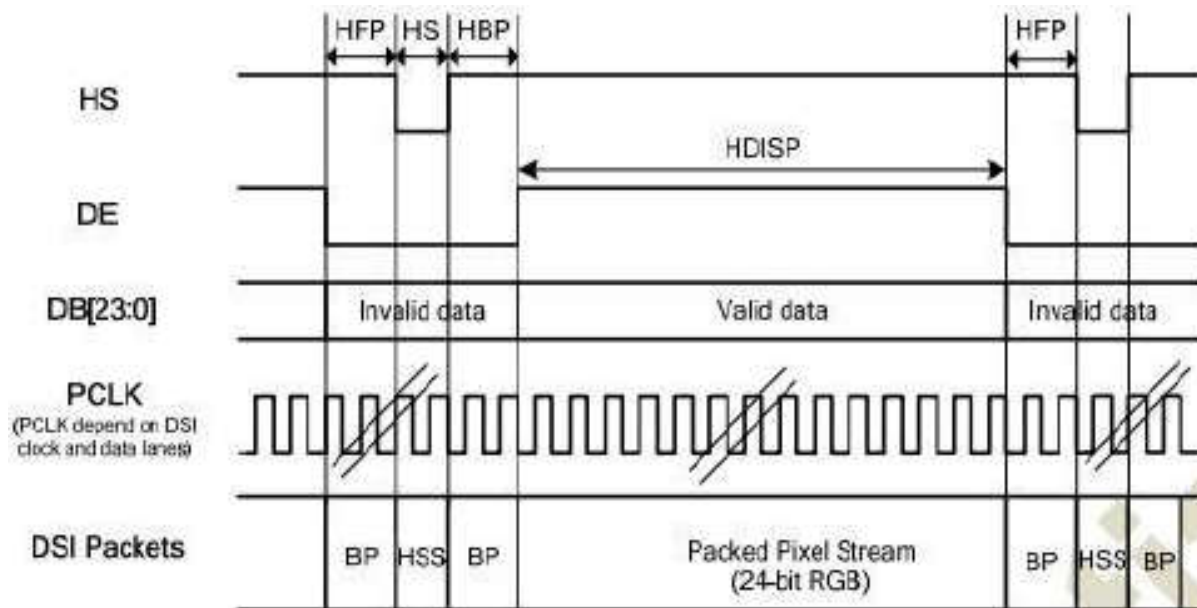 HFP HS HBP HFP
HS
HDISP
DE
DB[23:0] Invalid data Valid data Invalid data
PCLK
(PCLK depend on DSI
clock and data lanes)
DSI Packets BP HSS BP Packed Pixel Stream BP HSS BP
(24-bit RGB)